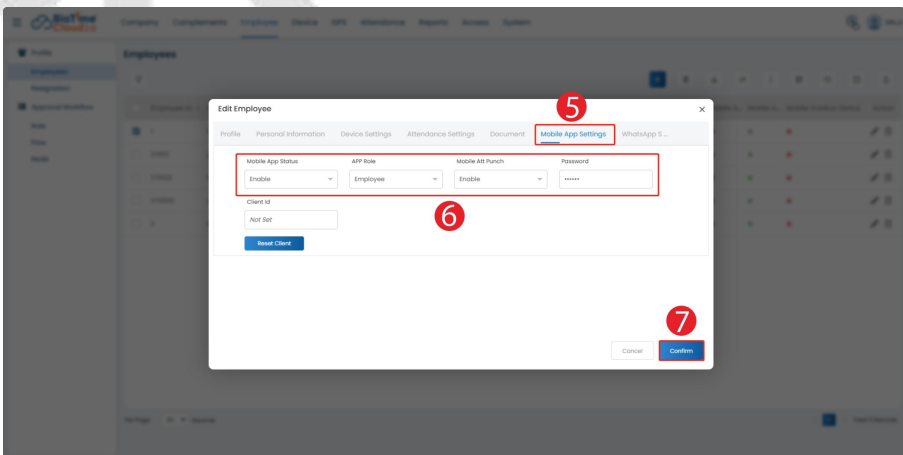 BioTime
Cloud 2.0
Company Complements Employee Device GPS Attendance Reports Access System
Profile
Employees
Employees
Resignation
Approval Workflow
Role
Flow
Node
Edit Employee
×
5
Profile Personal Information Device Settings Attendance Settings Document Mobile App Settings WhatsApp S ...
Mobile App Status APP Role Mobile Att Punch Password
Enable Employee Enable ••••••
Client Id
6
Not Set
Reset Client
7
Cancel Confirm